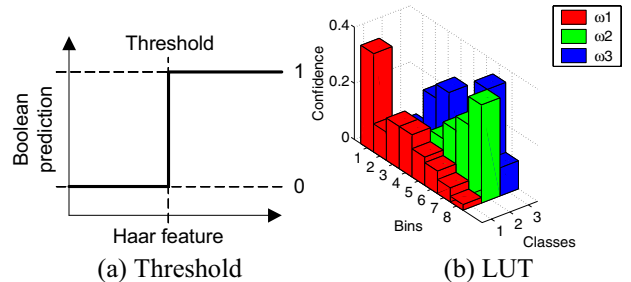 Threshold
1
0
Boolean
prediction
Haar feature
(a) Threshold
0.4
0.2
0
Confidence
1
2
3
4
5
6
7
8
Bins
1
2
3
Classes
ω1
ω2
ω3
(b) LUT